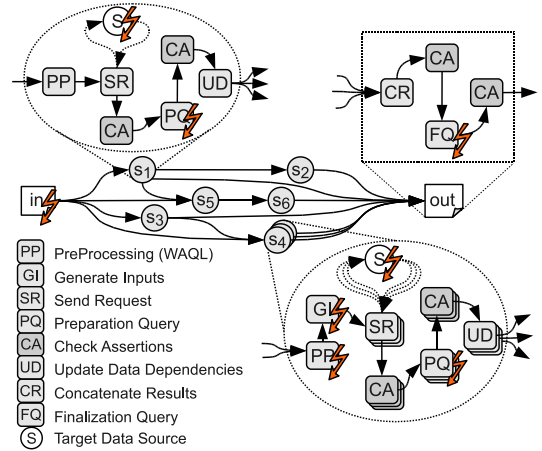 S
CA
PP
SR
UD
CA
PQ
CA
CR
CA
FQ
s1
s2
in
s5
s6
out
s3
s4
S
GI
SR
CA
UD
PP
PQ
CA
PP PreProcessing (WAQL)
GI Generate Inputs
SR Send Request
PQ Preparation Query
CA Check Assertions
UD Update Data Dependencies
CR Concatenate Results
FQ Finalization Query
S Target Data Source